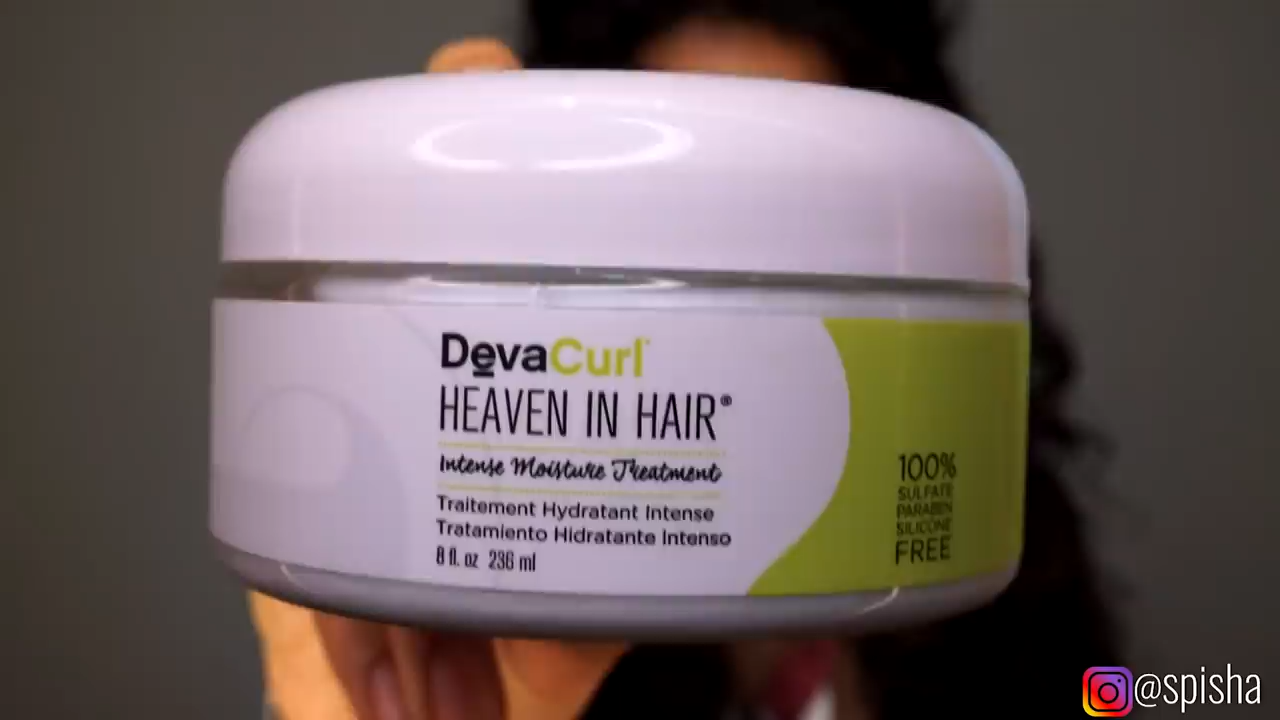 DevaCurl
HEAVEN IN HAIR®
Intense Moisture Treatment
Traitement Hydratant Intense
Tratamiento Hidratante Intenso
8 fl. oz 236 ml
100%
SULFATE
PARABEN
SILICONE
FREE
@spisha